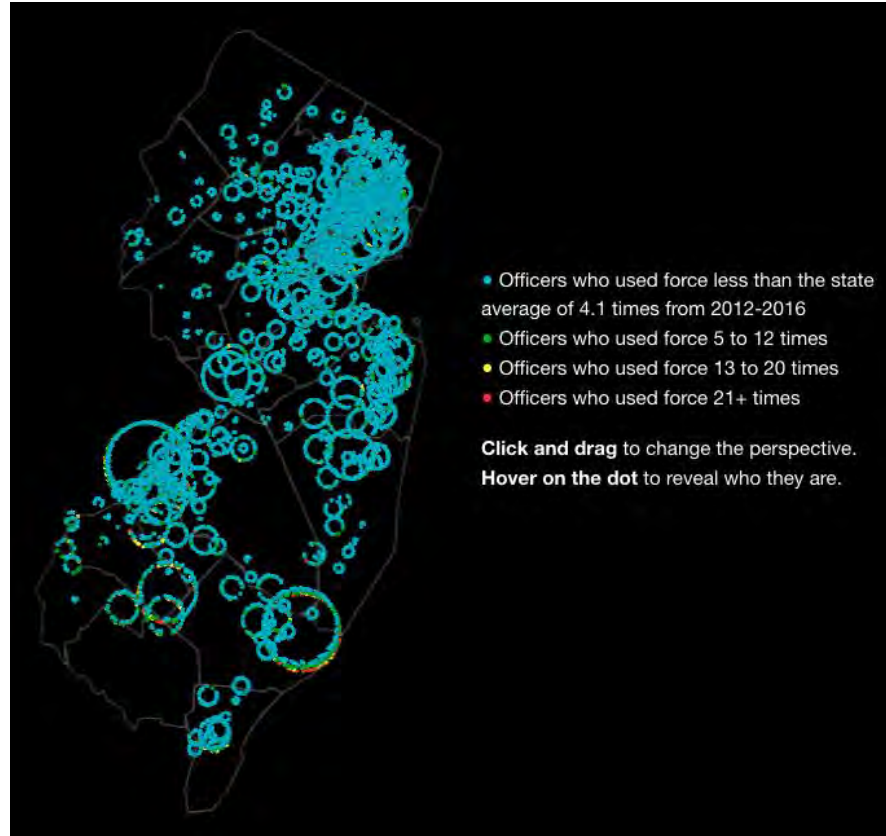 Officers who used force less than the state
average of 4.1 times from 2012-2016
Officers who used force 5 to 12 times
Officers who used force 13 to 20 times
Officers who used force 21+ times
Click and drag to change the perspective.
Hover on the dot to reveal who they are.